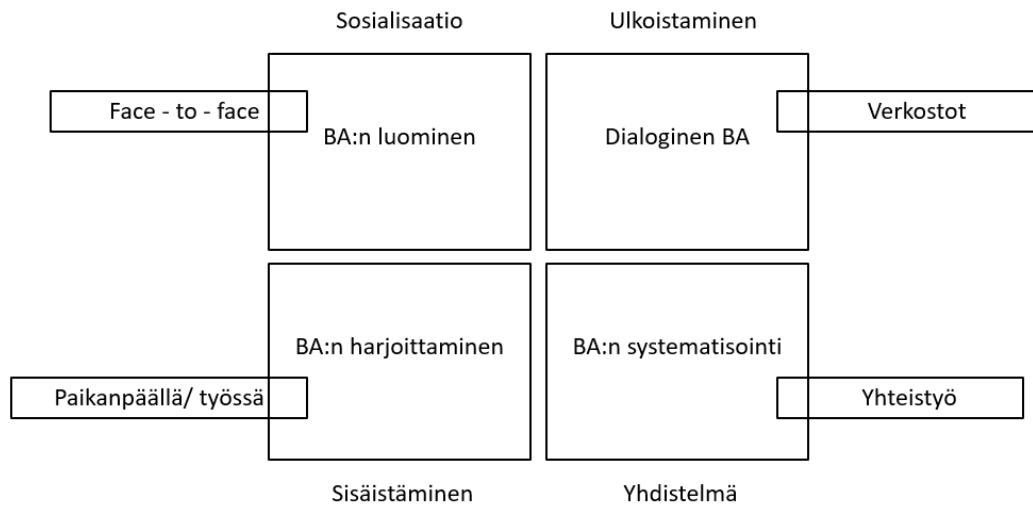 Sosialisaatio
Ulkoistaminen
Face - to - face
BA:n luominen
Dialoginen BA
Verkostot
BA:n harjoittaminen
BA:n systematisointi
Paikanpäällä/ työssä
Yhteistyö
Sisäistäminen
Yhdistelmä